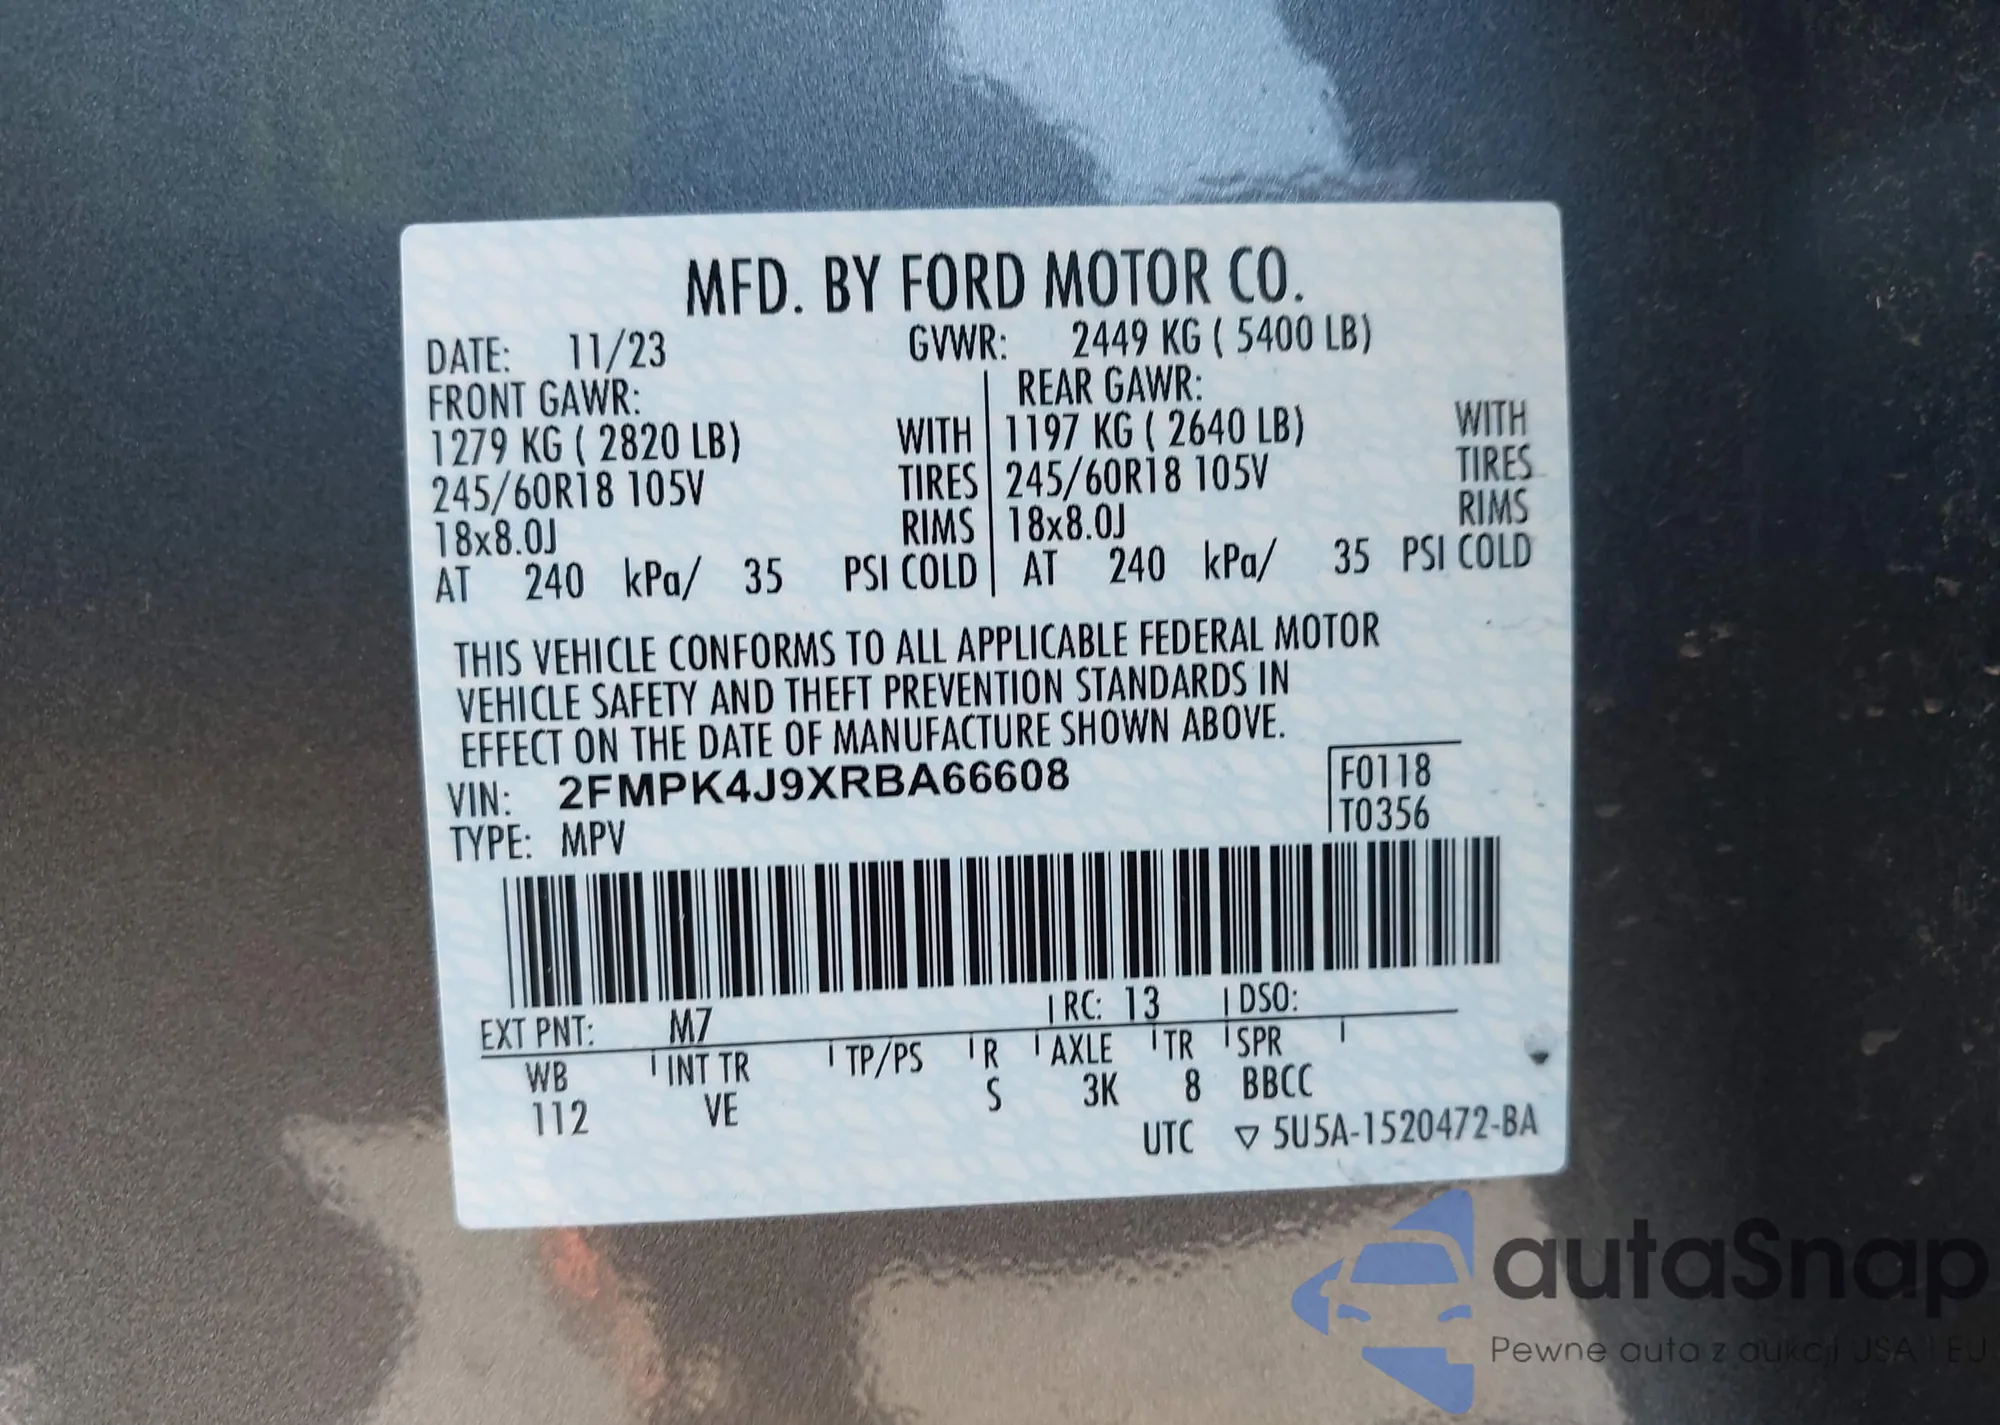 MFD. BY FORD MOTOR CO.
DATE: 11/23 GVWR: 2449 KG ( 5400 LB)
FRONT GAWR: REAR GAWR:
1279 KG ( 2820 LB) WITH 1197 KG ( 2640 LB) WITH
245/60R18 105V TIRES 245/60R18 105V TIRES
18x8.0J RIMS 18x8.0J RIMS
AT 240 kPa/ 35 PSI COLD AT 240 kPa/ 35 PSI COLD
THIS VEHICLE CONFORMS TO ALL APPLICABLE FEDERAL MOTOR
VEHICLE SAFETY AND THEFT PREVENTION STANDARDS IN
EFFECT ON THE DATE OF MANUFACTURE SHOWN ABOVE.
VIN: 2FMPK4J9XRBA66608 F0118
TYPE: MPV T0356
EXT PNT: M7 RC: 13 DSO:
WB INT TR TP/PS R AXLE TR SPR
112 VE S 3K 8 BBCC
UTC ▽ 5U5A-1520472-BA
autaSnap
Pewne auta z aukcji USA i EU